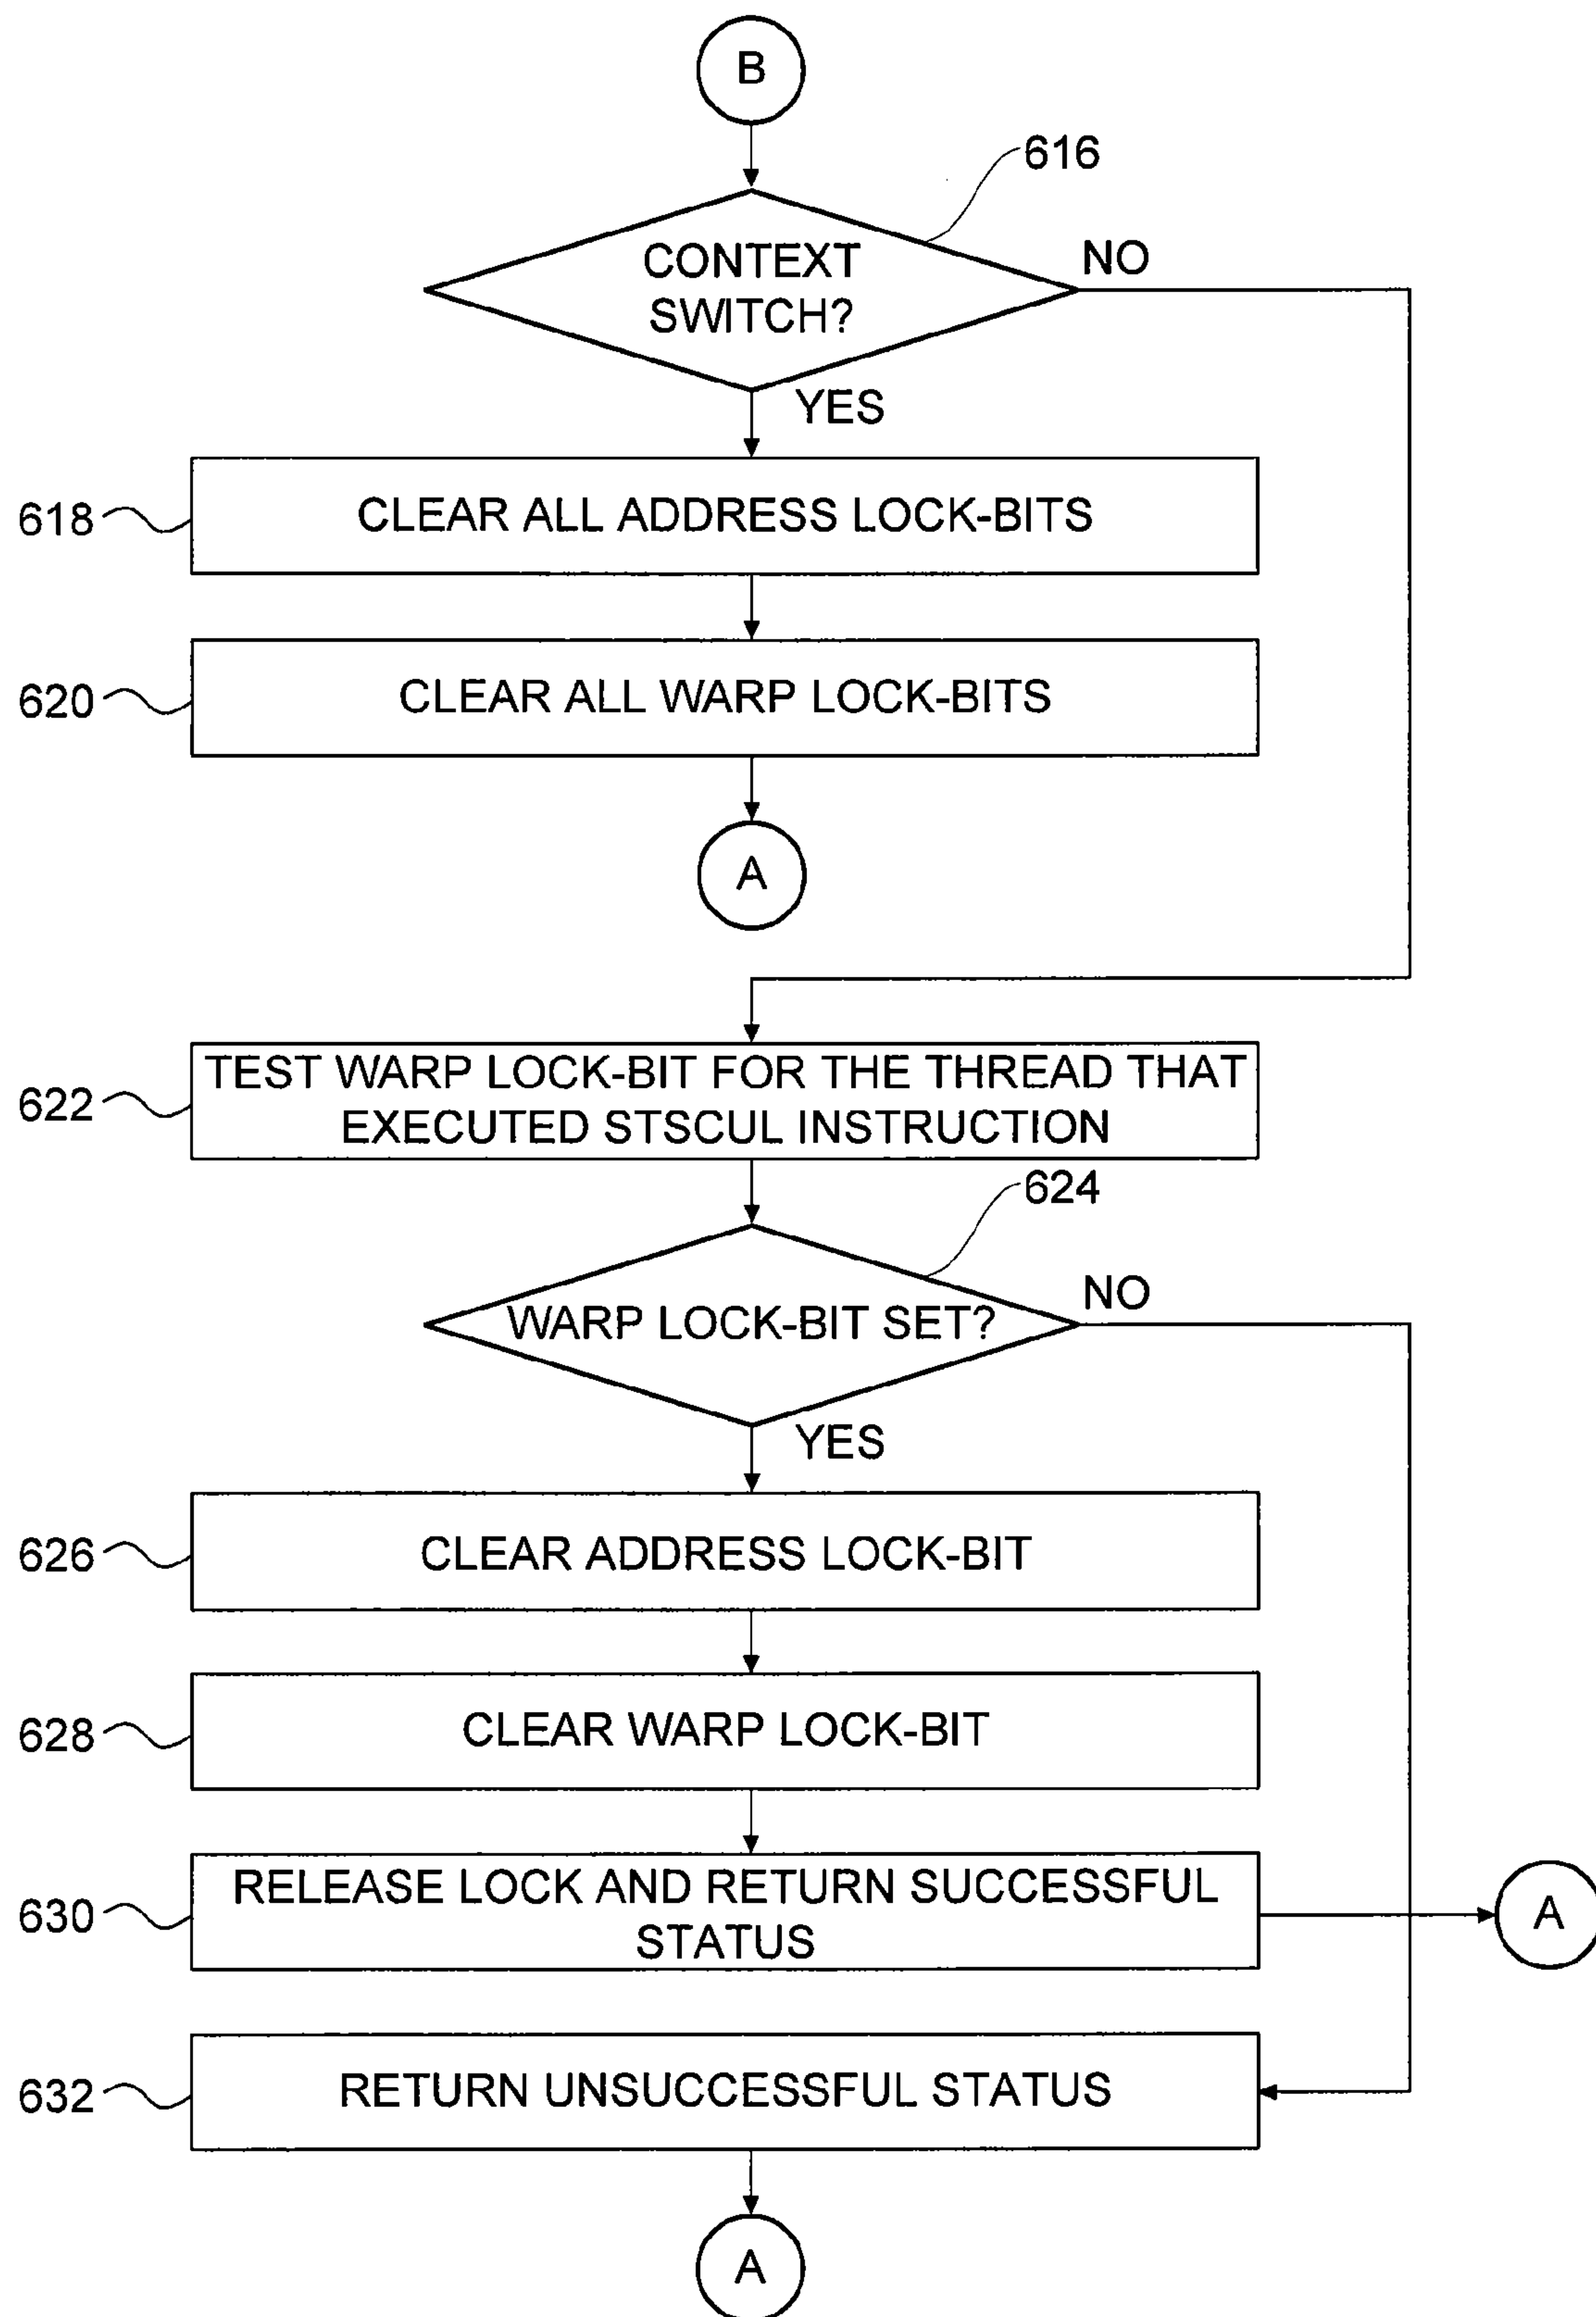 B
616
CONTEXT
SWITCH?
NO
YES
618
CLEAR ALL ADDRESS LOCK-BITS
620
CLEAR ALL WARP LOCK-BITS
A
622
TEST WARP LOCK-BIT FOR THE THREAD THAT
EXECUTED STSCUL INSTRUCTION
624
WARP LOCK-BIT SET?
NO
YES
626
CLEAR ADDRESS LOCK-BIT
628
CLEAR WARP LOCK-BIT
630
RELEASE LOCK AND RETURN SUCCESSFUL
STATUS
A
632
RETURN UNSUCCESSFUL STATUS
A